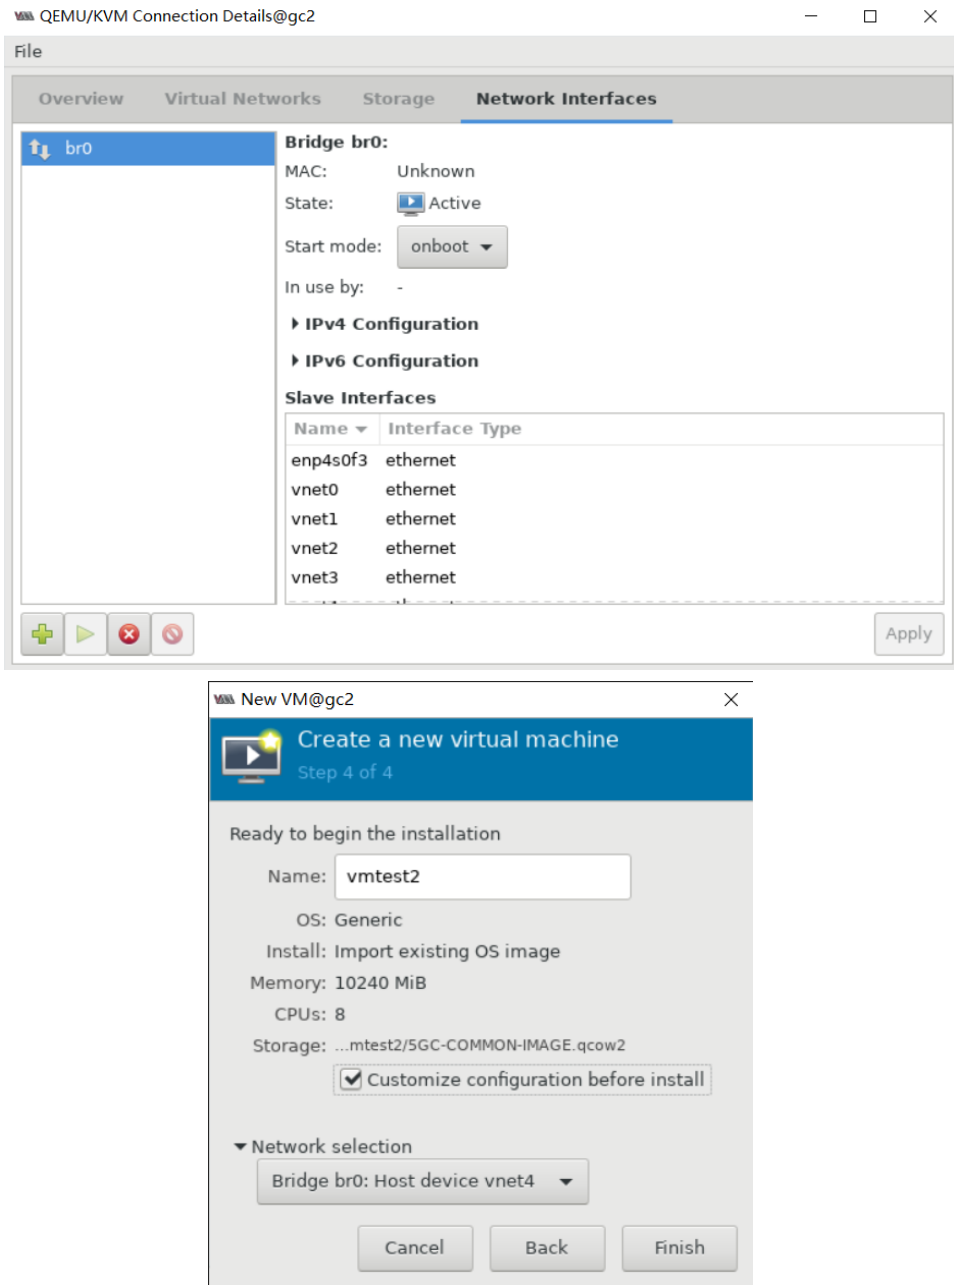 QEMU/KVM Connection Details@gc2
File
Overview Virtual Networks Storage Network Interfaces
br0
Bridge br0:
MAC: Unknown
State: Active
Start mode: onboot
In use by: -
IPv4 Configuration
IPv6 Configuration
Slave Interfaces
Name Interface Type
enp4s0f3 ethernet
vnet0 ethernet
vnet1 ethernet
vnet2 ethernet
vnet3 ethernet
Apply
New VM@gc2
Create a new virtual machine
Step 4 of 4
Ready to begin the installation
Name: vmtest2
OS: Generic
Install: Import existing OS image
Memory: 10240 MiB
CPUs: 8
Storage: ...mtest2/5GC-COMMON-IMAGE.qcow2
Customize configuration before install
Network selection
Bridge br0: Host device vnet4
Cancel Back Finish